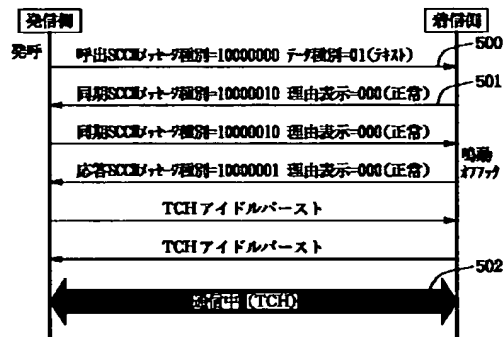 発信側
着信側
発呼
呼出SCCHメッセージ種別=10000000 データ種別=01(テキスト)
500
501
同期SCCHメッセージ種別=10000010 理由表示=000(正常)
同期SCCHメッセージ種別=10000010 理由表示=000(正常)
鳴動
オフフック
応答SCCHメッセージ種別=10000001 理由表示=000(正常)
TCHアイドルバースト
TCHアイドルバースト
502
通信中 (TCH)